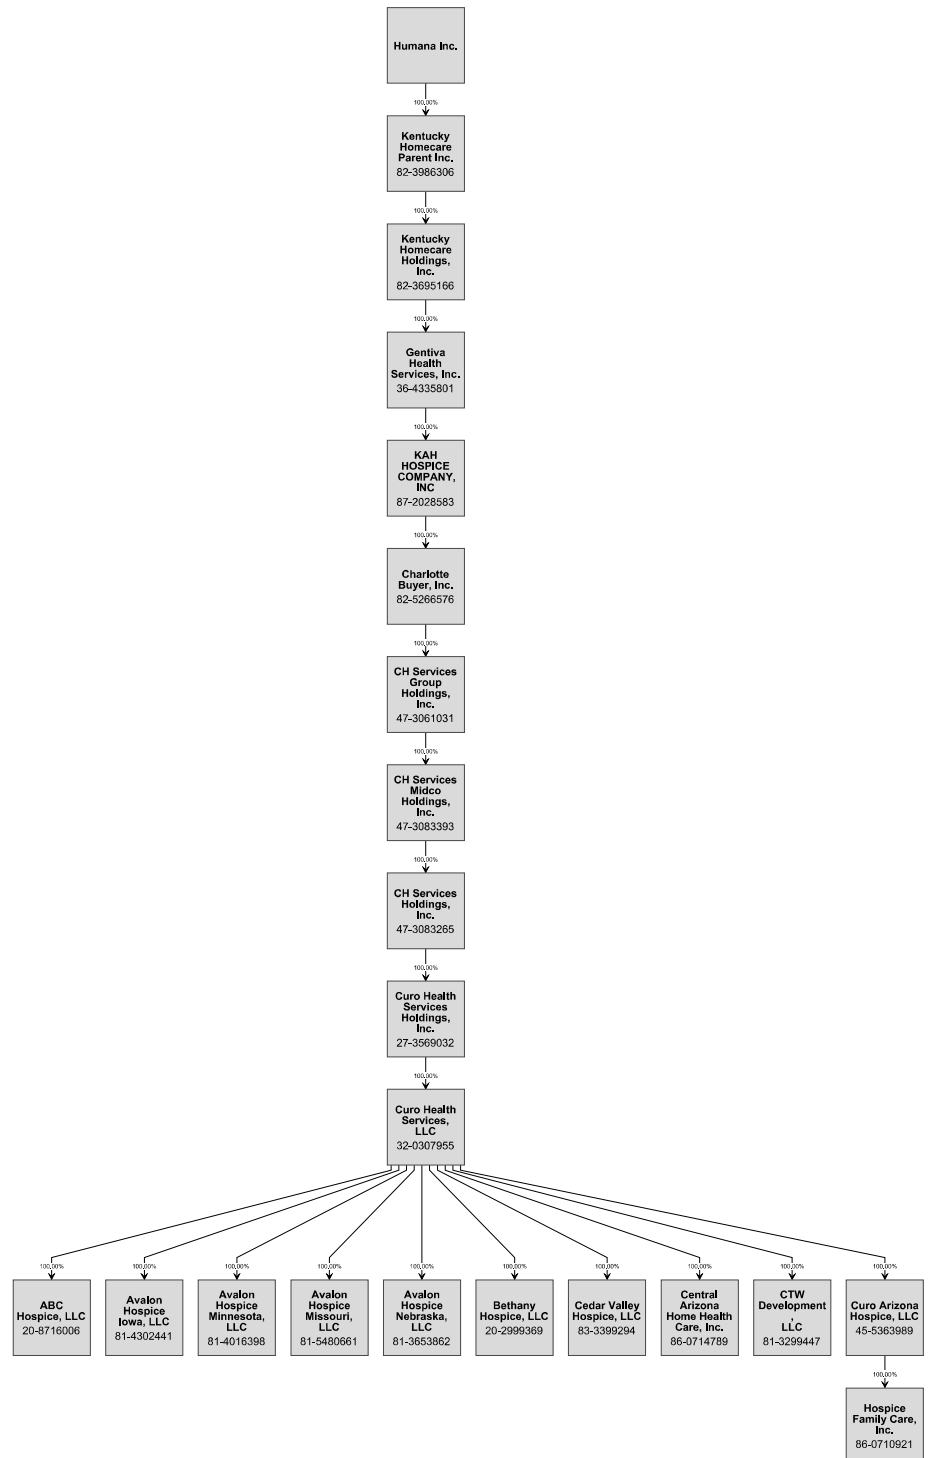 Humana Inc.
100.00%
Kentucky
Homecare
Parent Inc.
82-3986306
100.00%
Kentucky
Homecare
Holdings,
Inc.
82-3695166
100.00%
Gentiva
Health
Services, Inc.
36-4335801
100.00%
KAH
HOSPICE
COMPANY,
INC
87-2028583
100.00%
Charlotte
Buyer, Inc.
82-5266576
100.00%
CH Services
Group
Holdings,
Inc.
47-3061031
100.00%
CH Services
Midco
Holdings,
Inc.
47-3083393
100.00%
CH Services
Holdings,
Inc.
47-3083265
100.00%
Curo Health
Services
Holdings,
Inc.
27-3569032
100.00%
Curo Health
Services,
LLC
32-0307955
100.00%
ABC
Hospice, LLC
20-8716006
100.00%
Avalon
Hospice
Iowa, LLC
81-4302441
100.00%
Avalon
Hospice
Minnesota,
LLC
81-4016398
100.00%
Avalon
Hospice
Missouri,
LLC
81-5480661
100.00%
Avalon
Hospice
Nebraska,
LLC
81-3653862
100.00%
Bethany
Hospice, LLC
20-2999369
100.00%
Cedar Valley
Hospice, LLC
83-3399294
100.00%
Central
Arizona
Home Health
Care, Inc.
86-0714789
100.00%
CTW
Development
,
LLC
81-3299447
100.00%
Curo Arizona
Hospice, LLC
45-5363989
100.00%
Hospice
Family Care,
Inc.
86-0710921